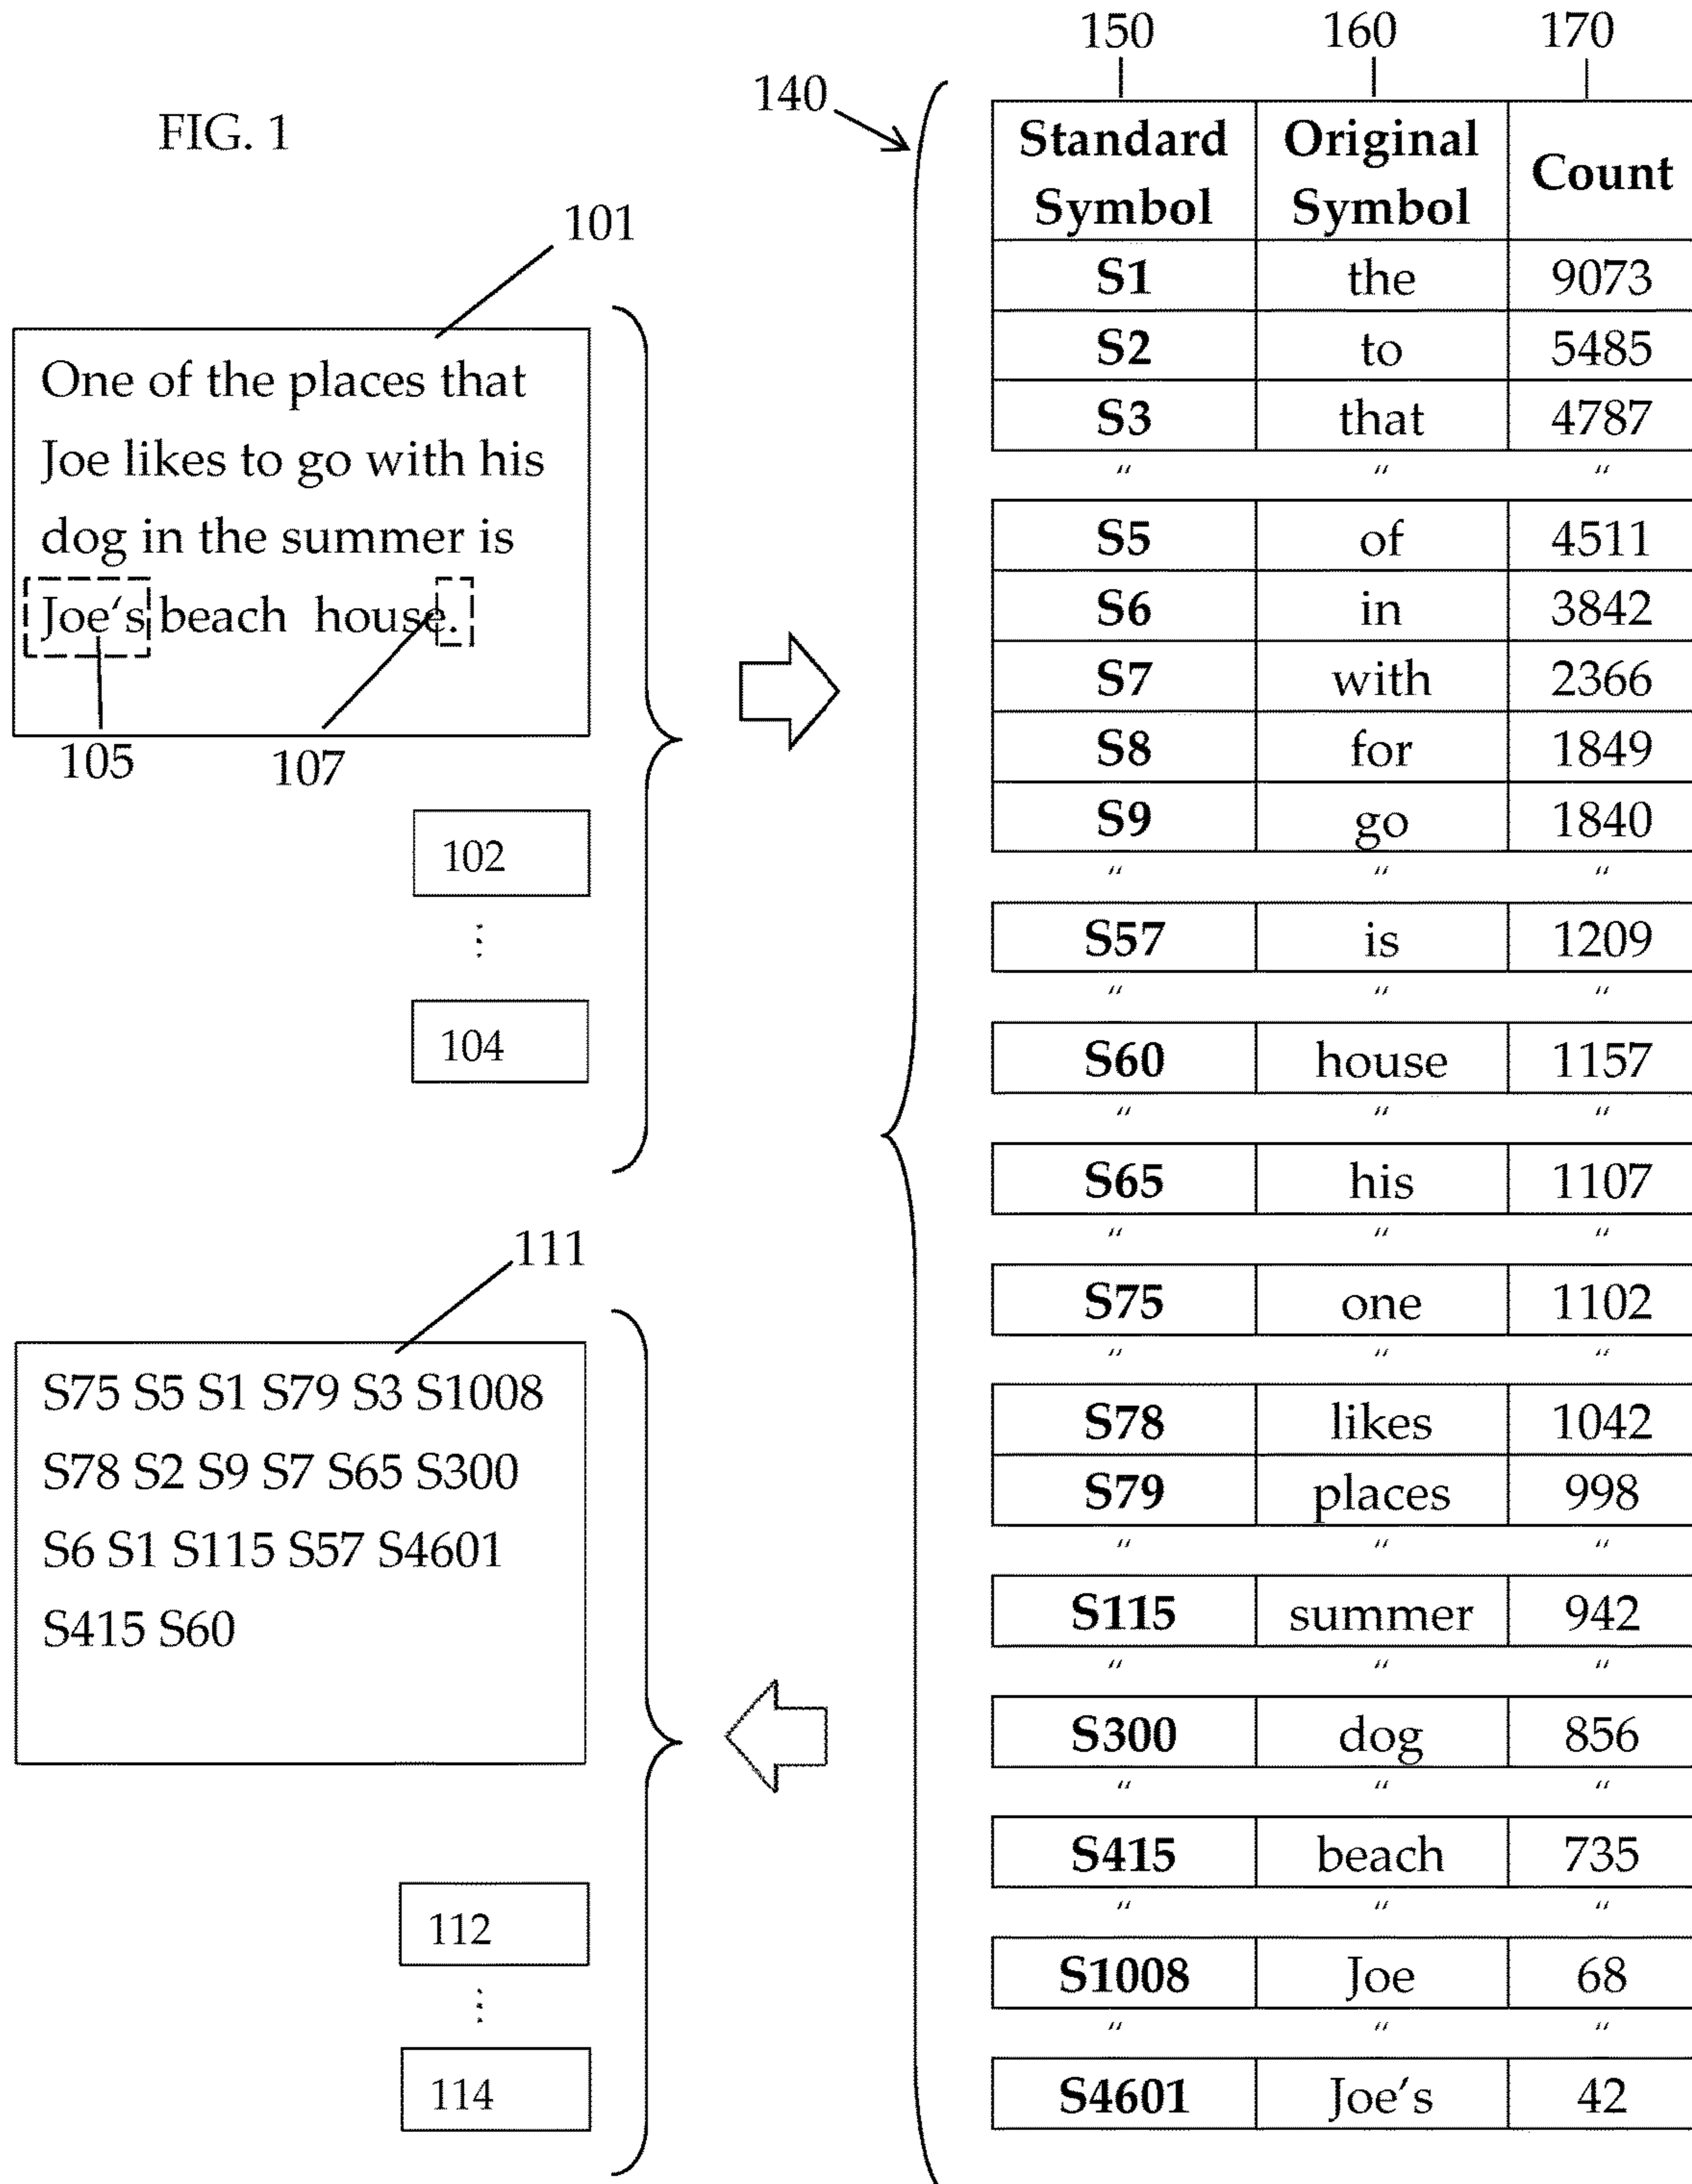 FIG. 1
101
One of the places that
Joe likes to go with his
dog in the summer is
Joe‘s beach house.
105
107
102
⋮
104
111
S75 S5 S1 S79 S3 S1008
S78 S2 S9 S7 S65 S300
S6 S1 S115 S57 S4601
S415 S60
112
⋮
114
140
150 160 170
Standard Symbol Original Symbol Count
S1 the 9073
S2 to 5485
S3 that 4787
“ “ “
S5 of 4511
S6 in 3842
S7 with 2366
S8 for 1849
S9 go 1840
“ “ “
S57 is 1209
“ “ “
S60 house 1157
“ “ “
S65 his 1107
“ “ “
S75 one 1102
“ “ “
S78 likes 1042
S79 places 998
“ “ “
S115 summer 942
“ “ “
S300 dog 856
“ “ “
S415 beach 735
“ “ “
S1008 Joe 68
“ “ “
S4601 Joe’s 42